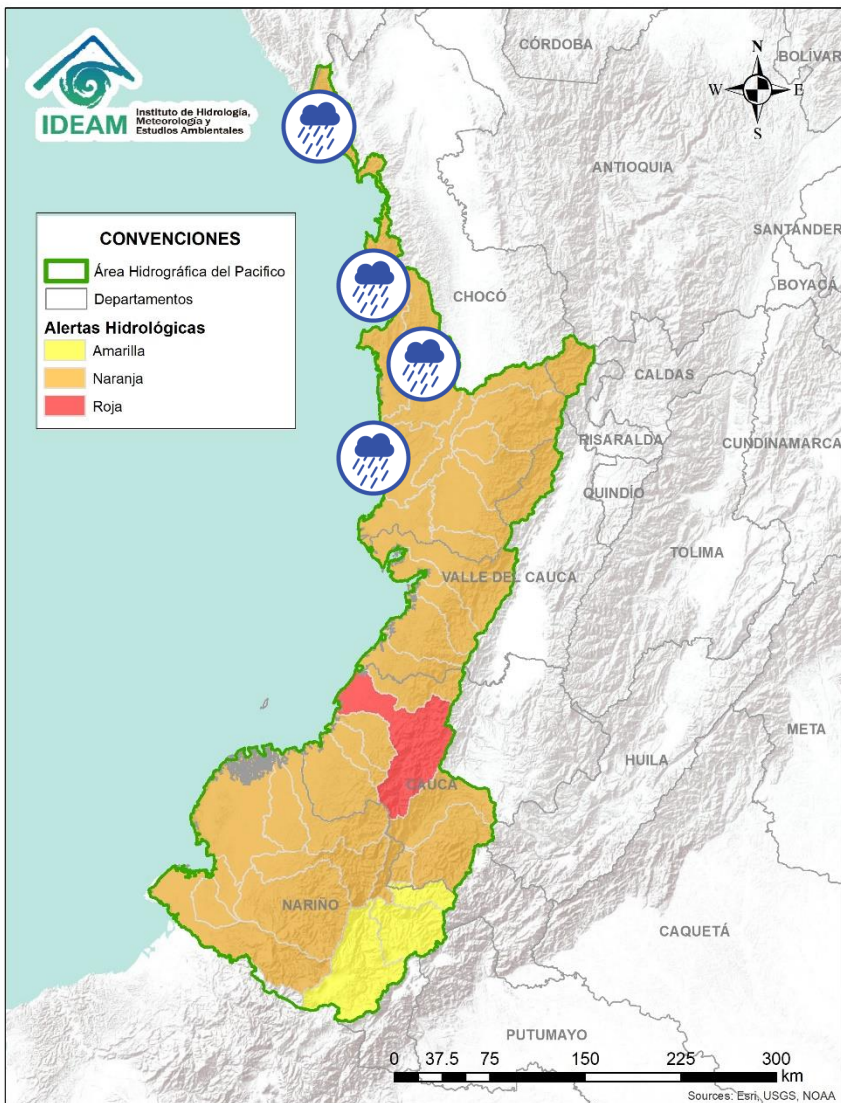 IDEAM
Instituto de Hidrología,
Meteorología y
Estudios Ambientales
CÓRDOBA
BOLÍVAR
N
W
E
S
ANTIOQUIA
SANTANDER
BOYACÁ
CONVENCIONES
Área Hidrográfica del Pacifico
Departamentos
Alertas Hidrológicas
Amarilla
Naranja
Roja
CHOCÓ
CALDAS
RISARALDA
CUNDINAMARCA
QUINDÍO
TOLIMA
VALLE DEL CAUCA
META
HUILA
CAUCA
NARIÑO
CAQUETÁ
PUTUMAYO
0 37.5 75 150 225 300
km
Sources: Esri, USGS, NOAA